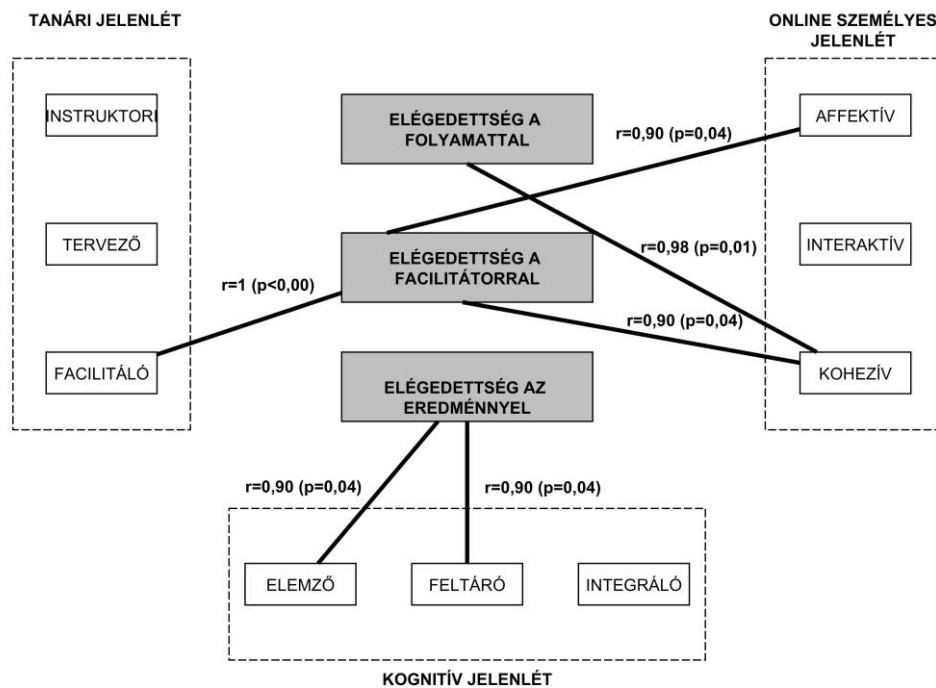 TANÁRI JELENLÉT
ONLINE SZEMÉLYES
JELENLÉT
INSTRUKTORI
ELÉGEDETTSÉG A
FOLYAMATTAL
r=0,90 (p=0,04)
AFFEKTÍV
TERVEZŐ
ELÉGEDETTSÉG A
FACILITÁTORRAL
r=0,98 (p=0,01)
INTERAKTÍV
r=1 (p<0,00)
r=0,90 (p=0,04)
FACILITÁLÓ
ELÉGEDETTSÉG AZ
EREDMÉNNYEL
KOHEZÍV
r=0,90 (p=0,04)
r=0,90 (p=0,04)
ELEMZŐ
FELTÁRÓ
INTEGRÁLÓ
KOGNITÍV JELENLÉT